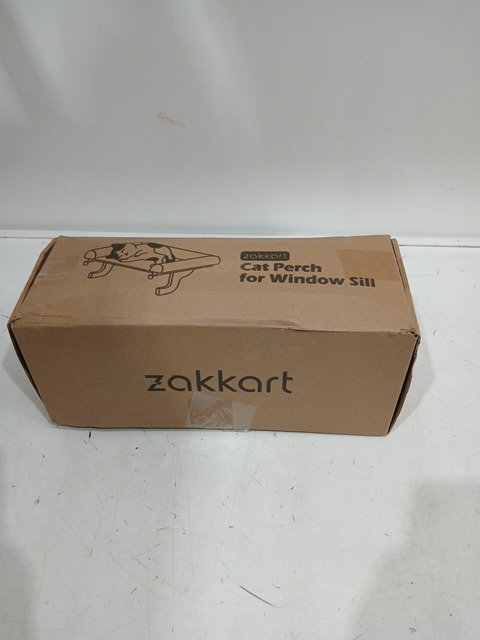 zakkart
Cat Perch
for Window Sill
zakkart